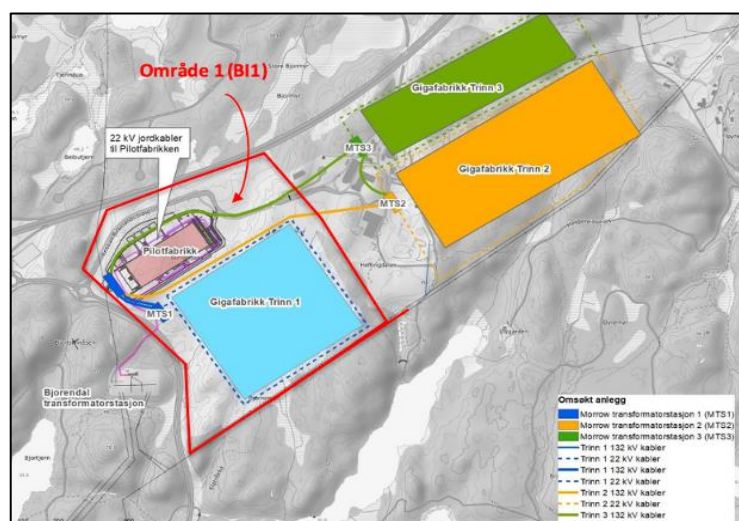 Område 1 (BI1)
22 kV jordkabler
til Pilotfabrikken
Gigafabrikk Trinn 3
Gigafabrikk Trinn 2
MTS3
MTS2
Pilotfabrikk
Gigafabrikk Trinn 1
MTS1
Bjorendal
transformatorstasjon
Omsøkt anlegg
Morrow transformatorstasjon 1 (MTS1)
Morrow transformatorstasjon 2 (MTS2)
Morrow transformatorstasjon 3 (MTS3)
Trinn 1 132 kV kabler
Trinn 1 22 kV kabler
Trinn 1 132 kV kabler
Trinn 1 22 kV kabler
Trinn 2 132 kV kabler
Trinn 2 22 kV kabler
Trinn 3 132 kV kabler